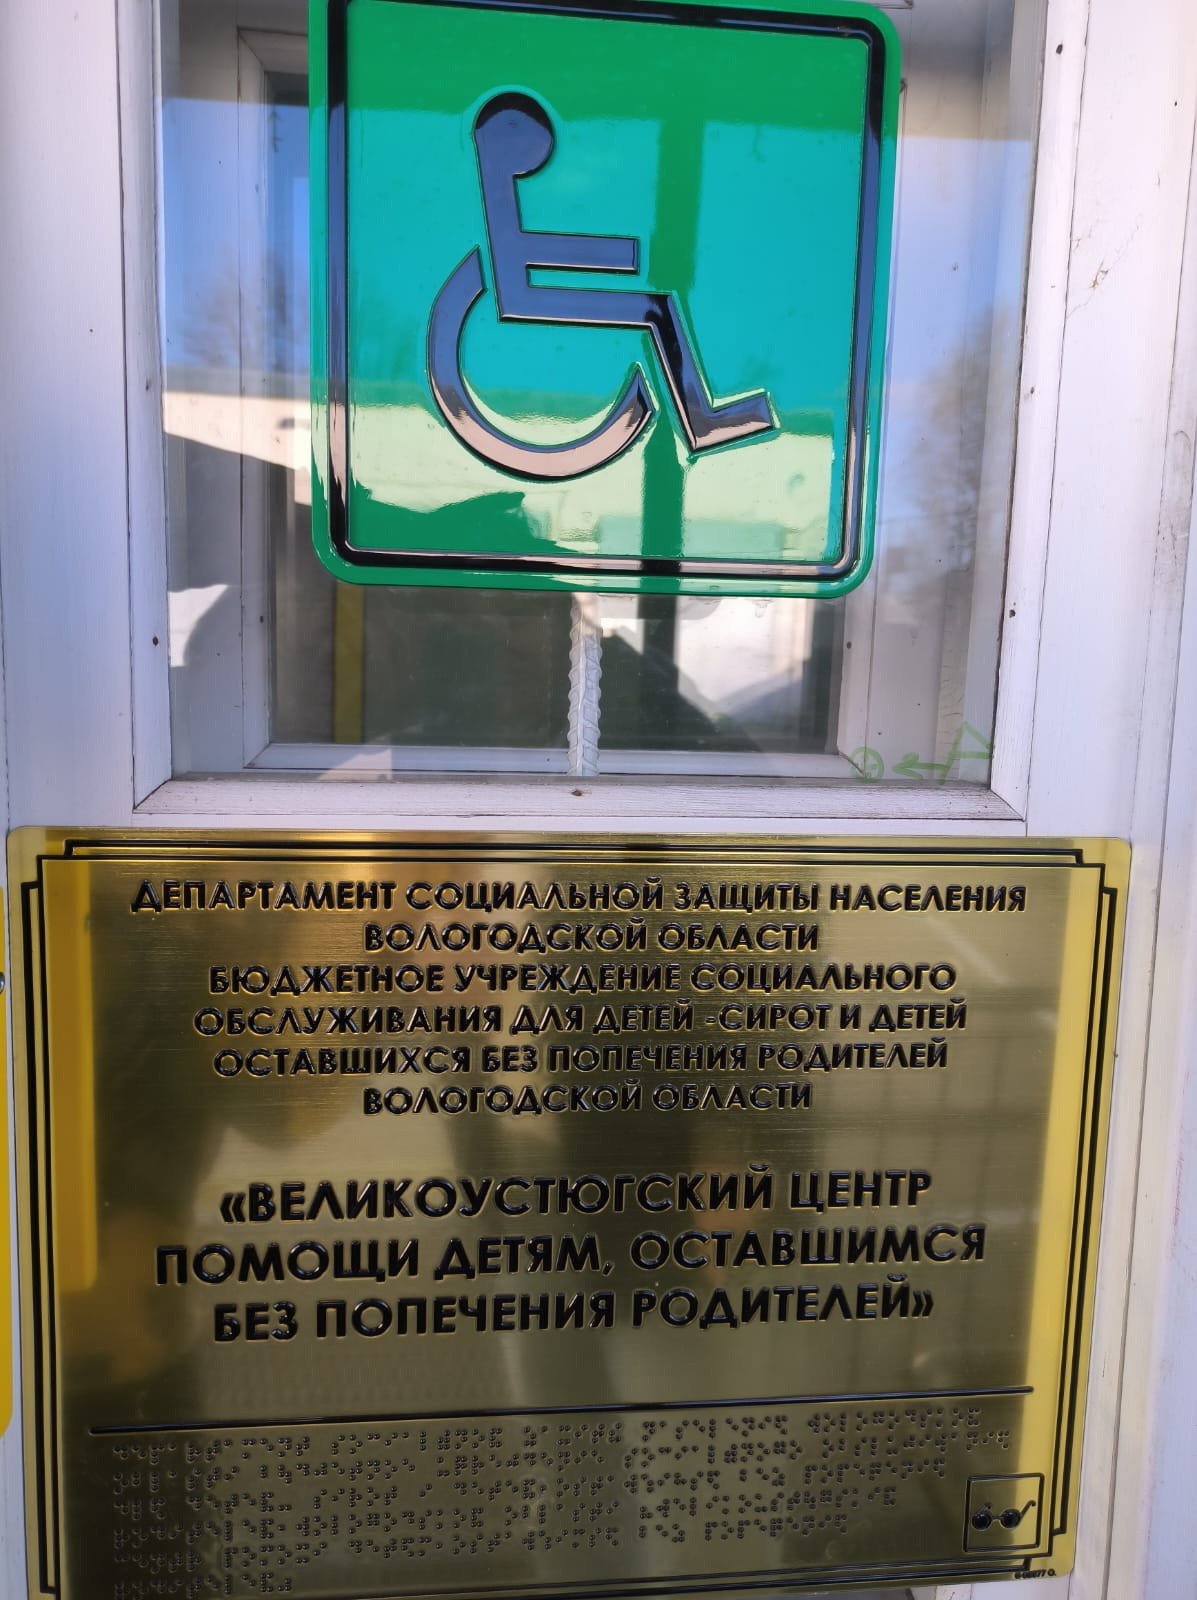 ДЕПАРТАМЕНТ СОЦИАЛЬНОЙ ЗАЩИТЫ НАСЕЛЕНИЯ
ВОЛОГОДСКОЙ ОБЛАСТИ
БЮДЖЕТНОЕ УЧРЕЖДЕНИЕ СОЦИАЛЬНОГО
ОБСЛУЖИВАНИЯ ДЛЯ ДЕТЕЙ -СИРОТ И ДЕТЕЙ
ОСТАВШИХСЯ БЕЗ ПОПЕЧЕНИЯ РОДИТЕЛЕЙ
ВОЛОГОДСКОЙ ОБЛАСТИ
«ВЕЛИКОУСТЮГСКИЙ ЦЕНТР
ПОМОЩИ ДЕТЯМ, ОСТАВШИМСЯ
БЕЗ ПОПЕЧЕНИЯ РОДИТЕЛЕЙ»